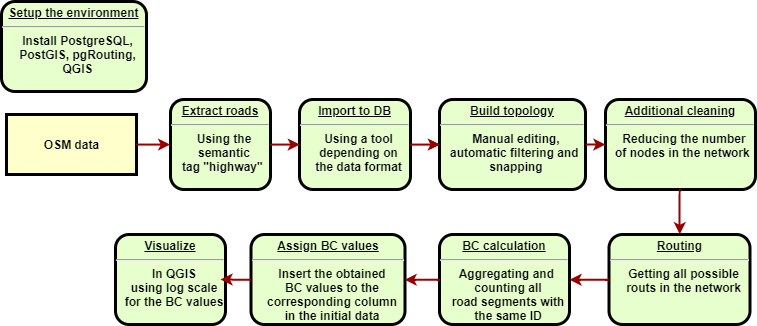 Setup the environment
Install PostgreSQL,
PostGIS, pgRouting,
QGIS
OSM data
Extract roads
Using the
semantic
tag "highway"
Import to DB
Using a tool
depending on
the data format
Build topology
Manual editing,
automatic filtering and
snapping
Additional cleaning
Reducing the number
of nodes in the network
Routing
Getting all possible
routs in the network
BC calculation
Aggregating and
counting all
road segments with
the same ID
Assign BC values
Insert the obtained
BC values to the
corresponding column
in the initial data
Visualize
In QGIS
using log scale
for the BC values